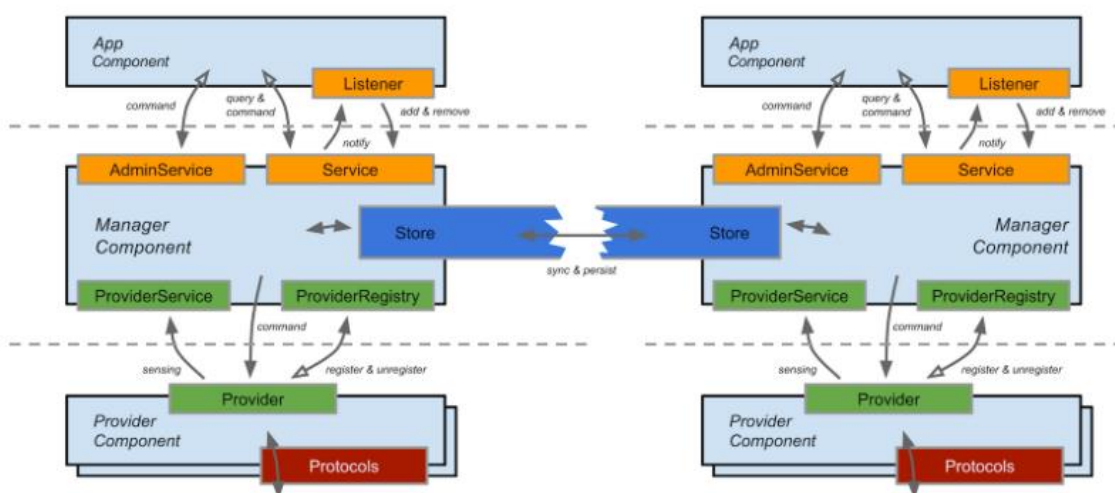 App
Component
Listener
command
query &
command
add & remove
notify
AdminService
Service
Manager
Component
Store
ProviderService
ProviderRegistry
command
sensing
register & unregister
Provider
Provider
Component
Protocols
sync & persist
App
Component
Listener
command
query &
command
add & remove
notify
AdminService
Service
Store
Manager
Component
ProviderService
ProviderRegistry
command
sensing
register & unregister
Provider
Provider
Component
Protocols